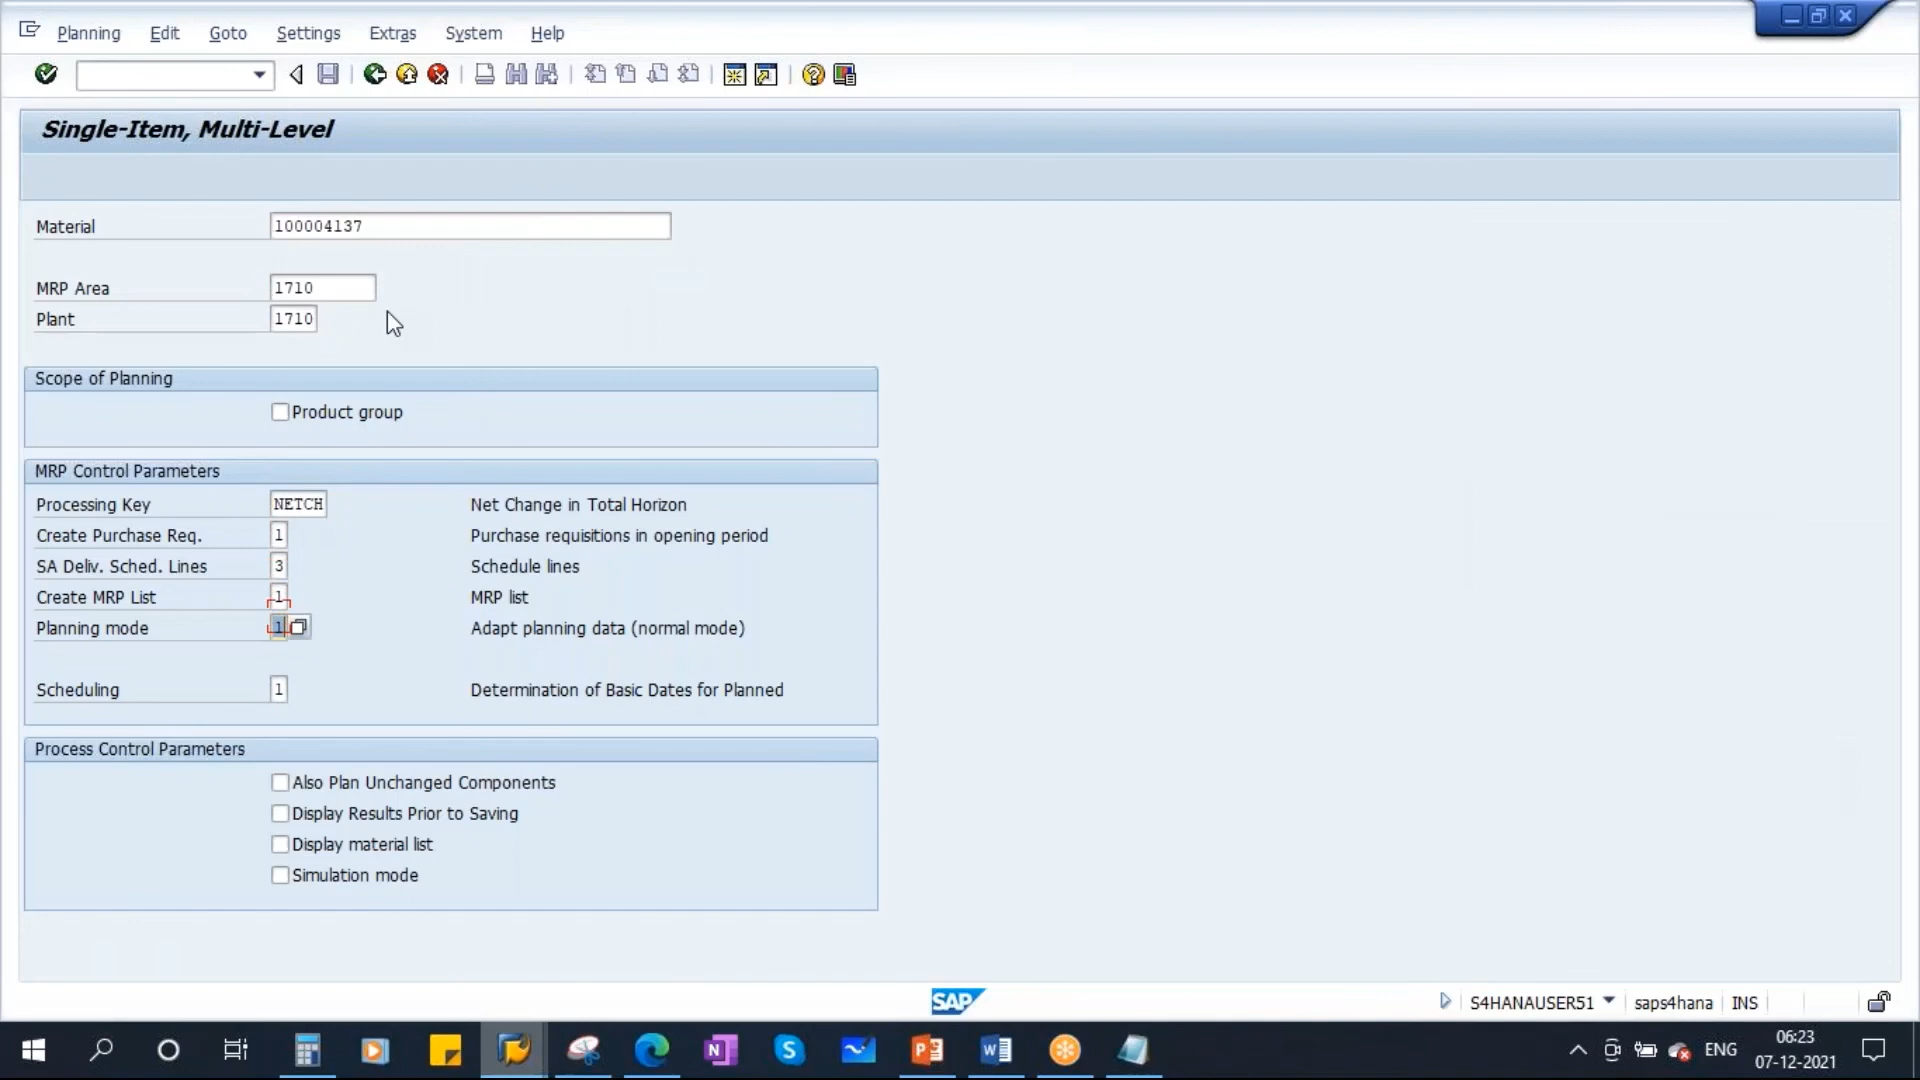 Planning Edit Goto Settings Extras System Help
Single-Item, Multi-Level
Material 100004137
MRP Area 1710
Plant 1710
Scope of Planning
Product group
MRP Control Parameters
Processing Key NETCH Net Change in Total Horizon
Create Purchase Req. 1 Purchase requisitions in opening period
SA Deliv. Sched. Lines 3 Schedule lines
Create MRP List 1 MRP list
Planning mode 1 Adapt planning data (normal mode)
Scheduling 1 Determination of Basic Dates for Planned
Process Control Parameters
Also Plan Unchanged Components
Display Results Prior to Saving
Display material list
Simulation mode
SAP S4HANAUSER51 saps4hana INS
ENG 06:23
07-12-2021